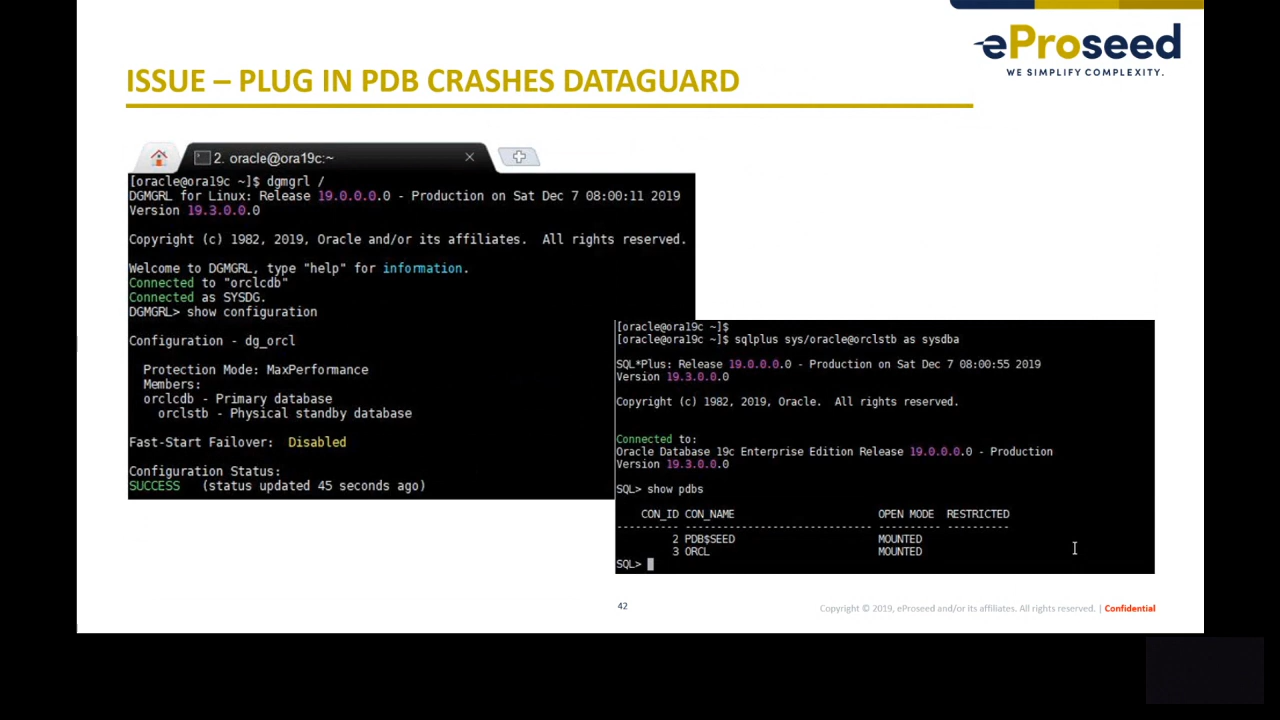 eProseed
WE SIMPLIFY COMPLEXITY.
ISSUE – PLUG IN PDB CRASHES DATAGUARD
2. oracle@ora19c:~
[oracle@ora19c ~]$ dgmgrl /
DGMGRL for Linux: Release 19.0.0.0.0 - Production on Sat Dec 7 08:00:11 2019
Version 19.3.0.0.0
Copyright (c) 1982, 2019, Oracle and/or its affiliates.  All rights reserved.
Welcome to DGMGRL, type "help" for information.
Connected to "orclcdb"
Connected as SYSDG.
DGMGRL> show configuration
Configuration - dg_orcl
Protection Mode: MaxPerformance
Members:
orclcdb - Primary database
orclstb - Physical standby database
Fast-Start Failover:  Disabled
Configuration Status:
SUCCESS   (status updated 45 seconds ago)
[oracle@ora19c ~]$
[oracle@ora19c ~]$ sqlplus sys/oracle@orclstb as sysdba
SQL*Plus: Release 19.0.0.0.0 - Production on Sat Dec 7 08:00:55 2019
Version 19.3.0.0.0
Copyright (c) 1982, 2019, Oracle.  All rights reserved.
Connected to:
Oracle Database 19c Enterprise Edition Release 19.0.0.0.0 - Production
Version 19.3.0.0.0
SQL> show pdbs
CON_ID CON_NAME OPEN MODE RESTRICTED
---------- ------------------------------ ---------- ----------
2 PDB$SEED MOUNTED
3 ORCL MOUNTED
SQL>
42
Copyright © 2019, eProseed and/or its affiliates. All rights reserved. | Confidential